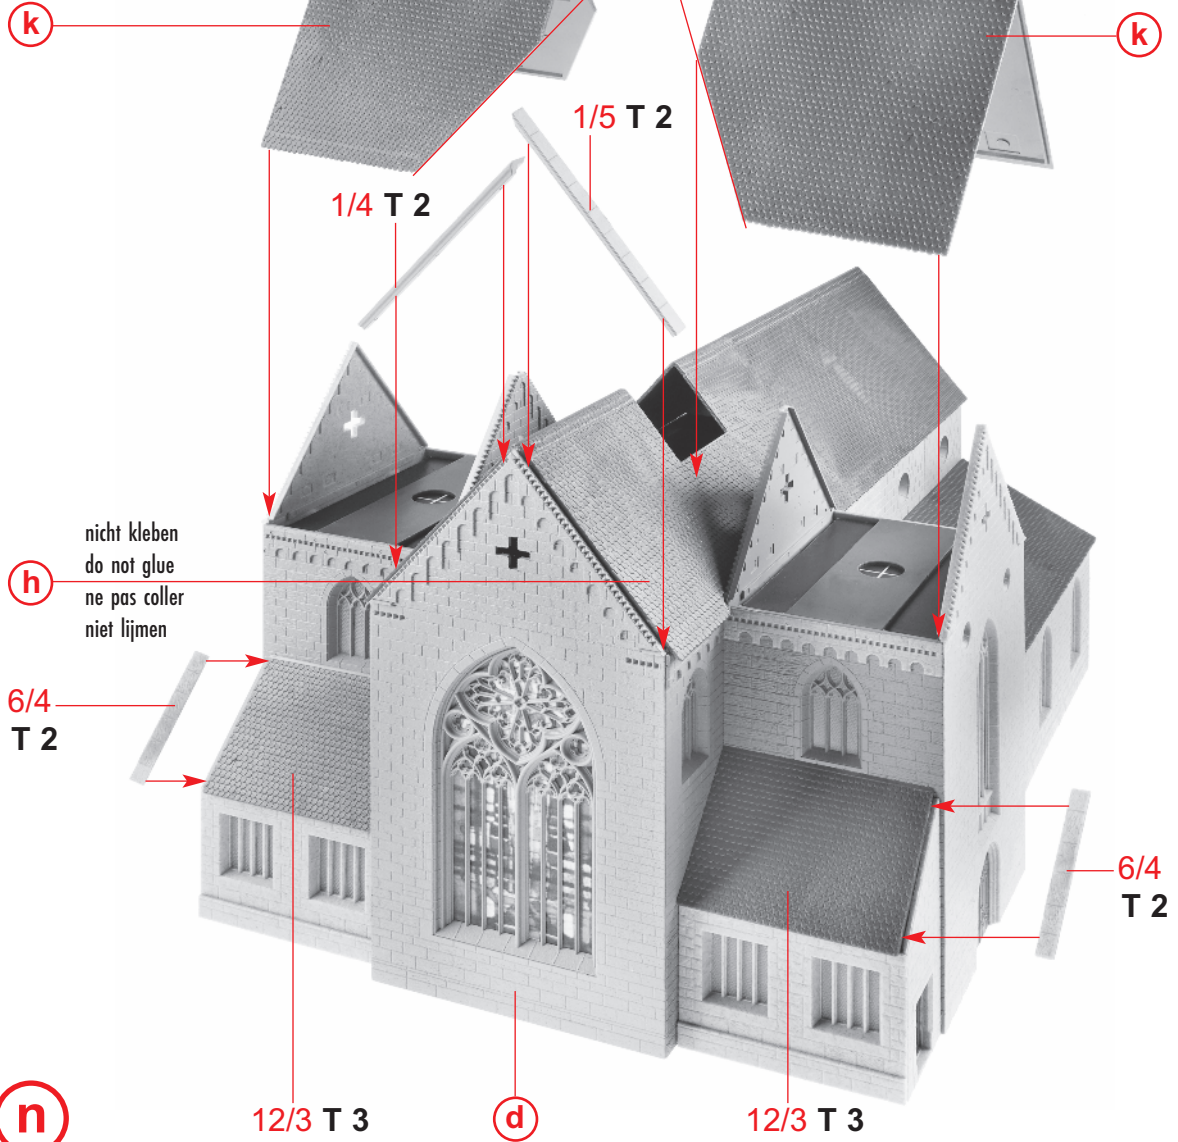 k
k
1/5 T 2
1/4 T 2
nicht kleben
do not glue
ne pas coller
niet lijmen
h
6/4
T 2
6/4
T 2
n
12/3 T 3
d
12/3 T 3